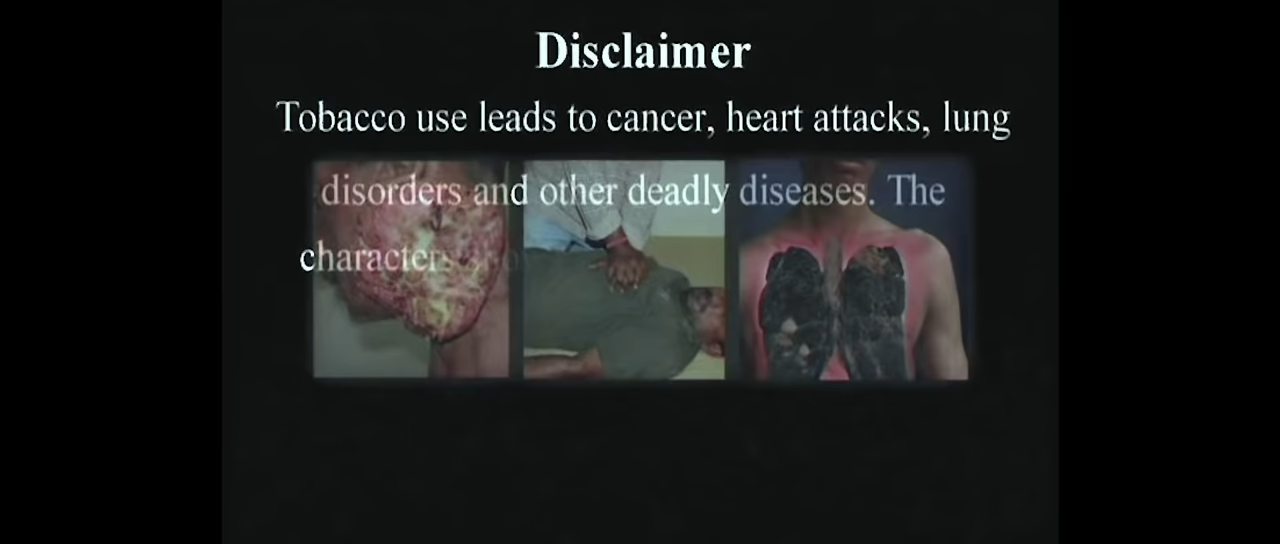 Disclaimer
Tobacco use leads to cancer, heart attacks, lung
disorders and other deadly diseases. The
characters